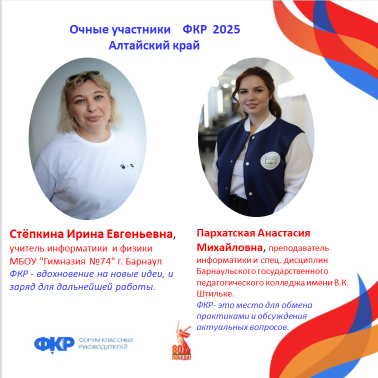 Очные участники ФКР 2025
Алтайский край
Стёпкина Ирина Евгеньевна,
учитель информатики и физики
МБОУ "Гимназия №74" г. Барнаул
ФКР - вдохновение на новые идеи, и
заряд для дальнейшей работы.
Пархатская Анастасия
Михайловна, преподаватель
информатики и спец. дисциплин
Барнаульского государственного
педагогического колледжа имени В.К.
Штильке.
ФКР- это место для обмена
практиками и обсуждения
актуальных вопросов.
ФКР ФОРУМ КЛАССНЫХ
РУКОВОДИТЕЛЕЙ
80
ПОБЕДА!